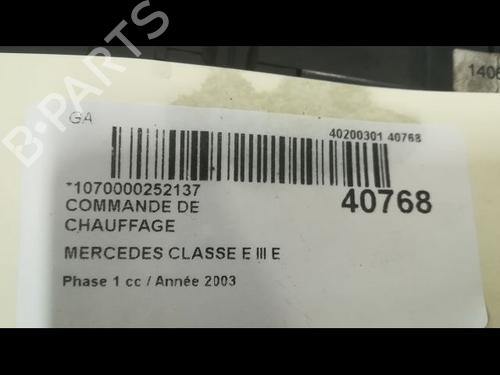 B-PARTS
1406
GA
40200301 40768
*1070000252137
40768
COMMANDE DE
CHAUFFAGE
MERCEDES CLASSE E III E
Phase 1 cc / Année 2003